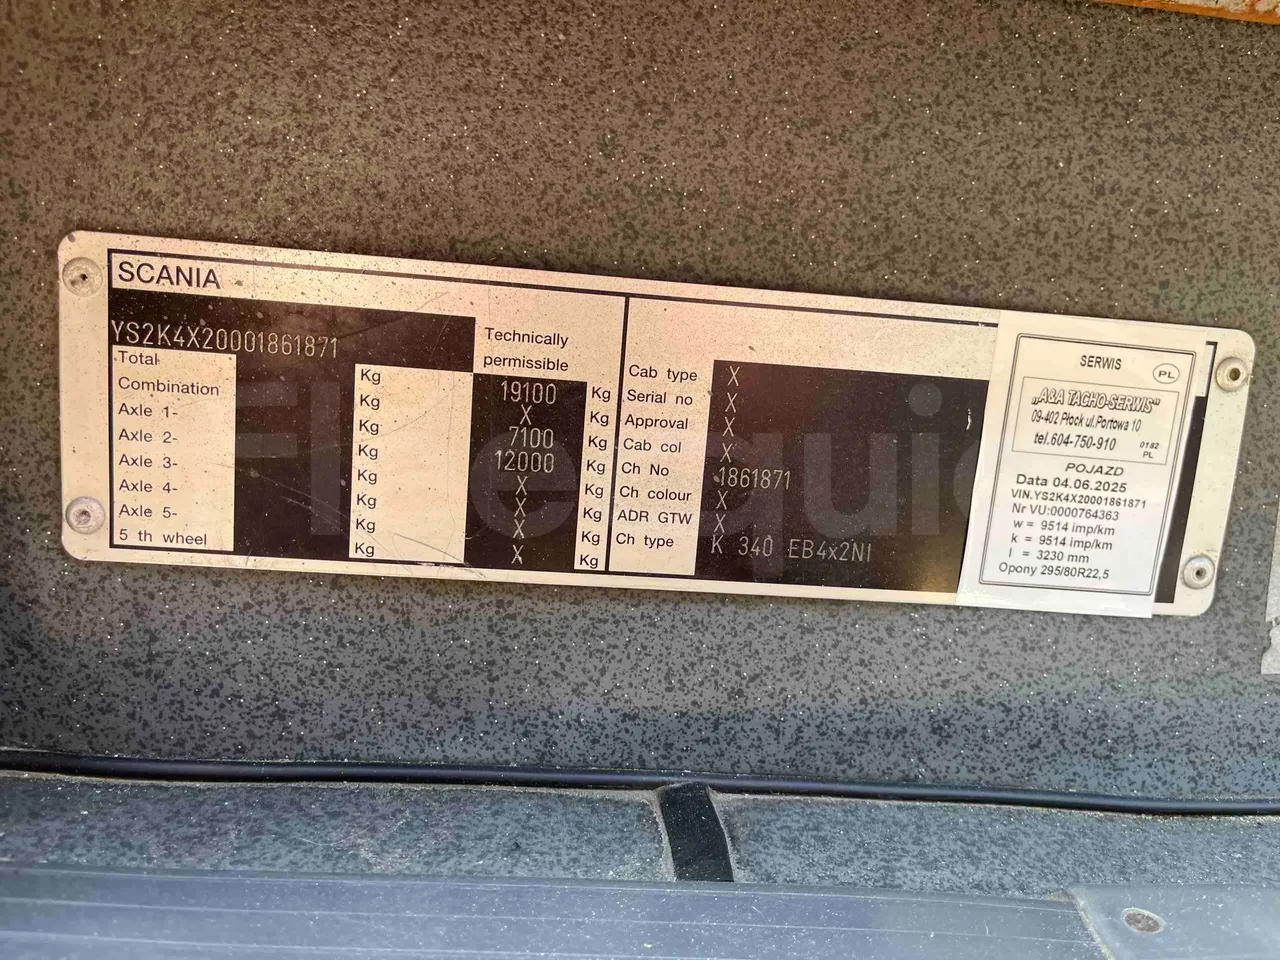 SCANIA
YS2K4X20001861871
Technically
permissible
Total Kg 19100 Kg
Combination Kg X Kg
Axle 1- Kg 7100 Kg
Axle 2- Kg 12000 Kg
Axle 3- Kg X Kg
Axle 4- Kg X Kg
Axle 5- Kg X Kg
5 th wheel Kg X Kg
Cab type X
Serial no X
Approval X
Cab col X
Ch No 1861871
Ch colour X
ADR GTW X
Ch type K 340 EB4x2NI
SERWIS PL
„A&A TACHO-SERWIS"
09-402 Płock ul.Portowa 10
tel.604-750-910 0182 PL
POJAZD
Data 04.06.2025
VIN.YS2K4X20001861871
Nr VU:0000764363
w = 9514 imp/km
k = 9514 imp/km
l = 3230 mm
Opony 295/80R22,5